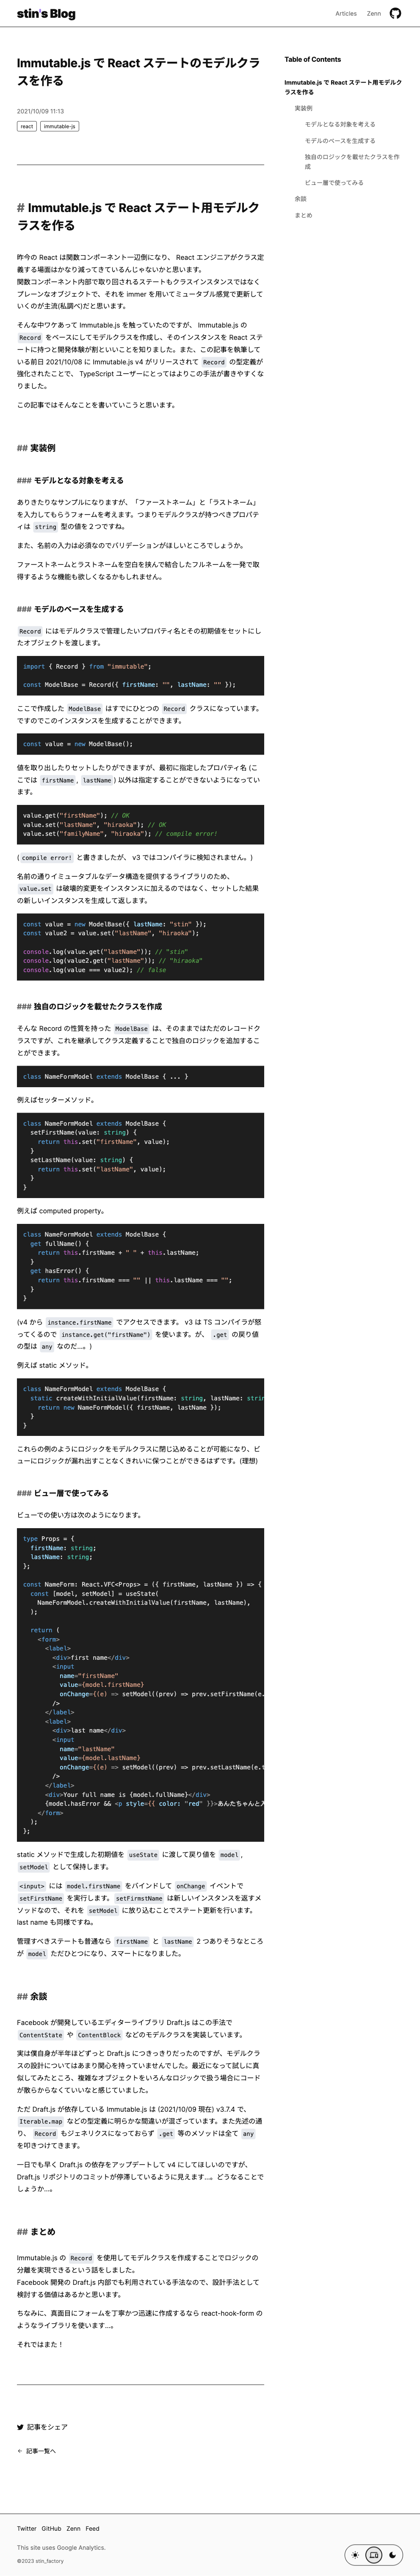 stin's Blog
Articles
Zenn
Immutable.js で React ステートのモデルクラ
スを作る
2021/10/09 11:13
react
immutable-js
Table of Contents
Immutable.js で React ステート用モデルク
ラスを作る
実装例
モデルとなる対象を考える
モデルのベースを生成する
独自のロジックを載せたクラスを作
成
ビュー層で使ってみる
余談
まとめ
# Immutable.js で React ステート用モデルク
ラスを作る
昨今の React は関数コンポーネント一辺倒になり、 React エンジニアがクラス定
義する場面はかなり減ってきているんじゃないかと思います。
関数コンポーネント内部で取り回されるステートもクラスインスタンスではなく
プレーンなオブジェクトで、それを immer を用いてミュータブル感覚で更新して
いくのが主流(私調べ)だと思います。
そんな中ワケあって Immutable.js を触っていたのですが、 Immutable.js の
Record をベースにしてモデルクラスを作成し、そのインスタンスを React ステ
ートに持つと開発体験が割といいことを知りました。また、この記事を執筆して
いる前日 2021/10/08 に Immutable.js v4 がリリースされて Record の型定義が
強化されたことで、 TypeScript ユーザーにとってはよりこの手法が書きやすくな
りました。
この記事ではそんなことを書いていこうと思います。
## 実装例
### モデルとなる対象を考える
ありきたりなサンプルになりますが、「ファーストネーム」と「ラストネーム」
を入力してもらうフォームを考えます。つまりモデルクラスが持つべきプロパテ
ィは string 型の値を２つですね。
また、名前の入力は必須なのでバリデーションがほしいところでしょうか。
ファーストネームとラストネームを空白を挟んで結合したフルネームを一発で取
得するような機能も欲しくなるかもしれません。
### モデルのベースを生成する
Record にはモデルクラスで管理したいプロパティ名とその初期値をセットにし
たオブジェクトを渡します。
import { Record } from "immutable";
const ModelBase = Record({ firstName: "", lastName: "" });
ここで作成した ModelBase はすでにひとつの Record クラスになっています。
ですのでこのインスタンスを生成することができます。
const value = new ModelBase();
値を取り出したりセットしたりができますが、最初に指定したプロパティ名 (こ
こでは firstName , lastName ) 以外は指定することができないようになってい
ます。
value.get("firstName"); // OK
value.set("lastName", "hiraoka"); // OK
value.set("familyName", "hiraoka"); // compile error!
( compile error! と書きましたが、 v3 ではコンパイラに検知されません。)
名前の通りイミュータブルなデータ構造を提供するライブラリのため、
value.set は破壊的変更をインスタンスに加えるのではなく、セットした結果
の新しいインスタンスを生成して返します。
const value = new ModelBase({ lastName: "stin" });
const value2 = value.set("lastName", "hiraoka");
console.log(value.get("lastName")); // "stin"
console.log(value2.get("lastName")); // "hiraoka"
console.log(value === value2); // false
### 独自のロジックを載せたクラスを作成
そんな Record の性質を持った ModelBase は、そのままではただのレコードク
ラスですが、これを継承してクラス定義することで独自のロジックを追加するこ
とができます。
class NameFormModel extends ModelBase { ... }
例えばセッターメソッド。
class NameFormModel extends ModelBase {
setFirstName(value: string) {
return this.set("firstName", value);
}
setLastName(value: string) {
return this.set("lastName", value);
}
}
例えば computed property。
class NameFormModel extends ModelBase {
get fullName() {
return this.firstName + " " + this.lastName;
}
get hasError() {
return this.firstName === "" || this.lastName === "";
}
}
(v4 から instance.firstName でアクセスできます。 v3 は TS コンパイラが怒
ってくるので instance.get("firstName") を使います。が、 .get の戻り値
の型は any なのだ…。)
例えば static メソッド。
class NameFormModel extends ModelBase {
static createWithInitialValue(firstName: string, lastName: strin
return new NameFormModel({ firstName, lastName });
}
}
これらの例のようにロジックをモデルクラスに閉じ込めることが可能になり、ビ
ューにロジックが漏れ出すことなくきれいに保つことができるはずです。(理想)
### ビュー層で使ってみる
ビューでの使い方は次のようになります。
type Props = {
firstName: string;
lastName: string;
};
const NameForm: React.VFC<Props> = ({ firstName, lastName }) => {
const [model, setModel] = useState(
NameFormModel.createWithInitialValue(firstName, lastName),
);
return (
<form>
<label>
<div>first name</div>
<input
name="firstName"
value={model.firstName}
onChange={(e) => setModel((prev) => prev.setFirstName(e.
/>
</label>
<label>
<div>last name</div>
<input
name="lastName"
value={model.lastName}
onChange={(e) => setModel((prev) => prev.setLastName(e.t
/>
</label>
<div>Your full name is {model.fullName}</div>
{model.hasError && <p style={{ color: "red" }}>あんたちゃんと入
</form>
);
};
static メソッドで生成した初期値を useState に渡して戻り値を model ,
setModel として保持します。
<input> には model.firstName をバインドして onChange イベントで
setFirstName を実行します。 setFirmstName は新しいインスタンスを返すメ
ソッドなので、それを setModel に放り込むことでステート更新を行います。
last name も同様ですね。
管理すべきステートも普通なら firstName と lastName 2 つありそうなところ
が model ただひとつになり、スマートになりました。
## 余談
Facebook が開発しているエディターライブラリ Draft.js はこの手法で
ContentState や ContentBlock などのモデルクラスを実装しています。
実は僕自身が半年ほどずっと Draft.js につきっきりだったのですが、モデルクラ
スの設計についてはあまり関心を持っていませんでした。最近になって試しに真
似してみたところ、複雑なオブジェクトをいろんなロジックで扱う場合にコード
が散らからなくていいなと感じていました。
ただ Draft.js が依存している Immutable.js は (2021/10/09 現在) v3.7.4 で、
Iterable.map などの型定義に明らかな間違いが混ざっています。また先述の通
り、 Record もジェネリクスになっておらず .get 等のメソッドは全て any
を叩きつけてきます。
一日でも早く Draft.js の依存をアップデートして v4 にしてほしいのですが、
Draft.js リポジトリのコミットが停滞しているように見えます…。どうなることで
しょうか…。
## まとめ
Immutable.js の Record を使用してモデルクラスを作成することでロジックの
分離を実現できるという話をしました。
Facebook 開発の Draft.js 内部でも利用されている手法なので、設計手法として
検討する価値はあるかと思います。
ちなみに、真面目にフォームを丁寧かつ迅速に作成するなら react-hook-form の
ようなライブラリを使います…。
それではまた！
記事をシェア
← 記事一覧へ
Twitter
GitHub
Zenn
Feed
This site uses Google Analytics.
©2023 stin_factory